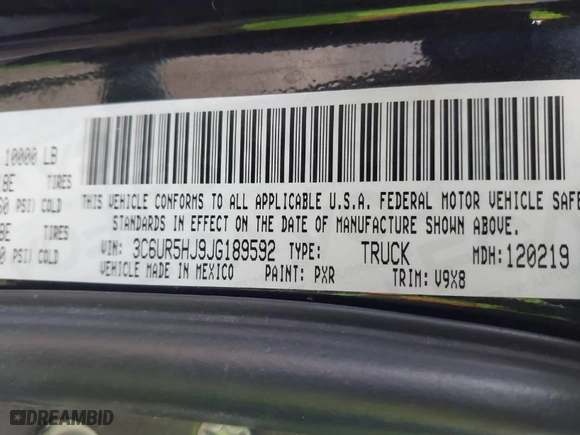 10000 LB
TIRES
PSI) COLD
TIRES
PSI) COLD
THIS VEHICLE CONFORMS TO ALL APPLICABLE U.S.A. FEDERAL MOTOR VEHICLE SAFE
STANDARDS IN EFFECT ON THE DATE OF MANUFACTURE SHOWN ABOVE.
VIN: 3C6UR5HJ9JG189592 TYPE: TRUCK MDH: 120219
VEHICLE MADE IN MEXICO PAINT: PXR TRIM: V9X8
DREAMBID